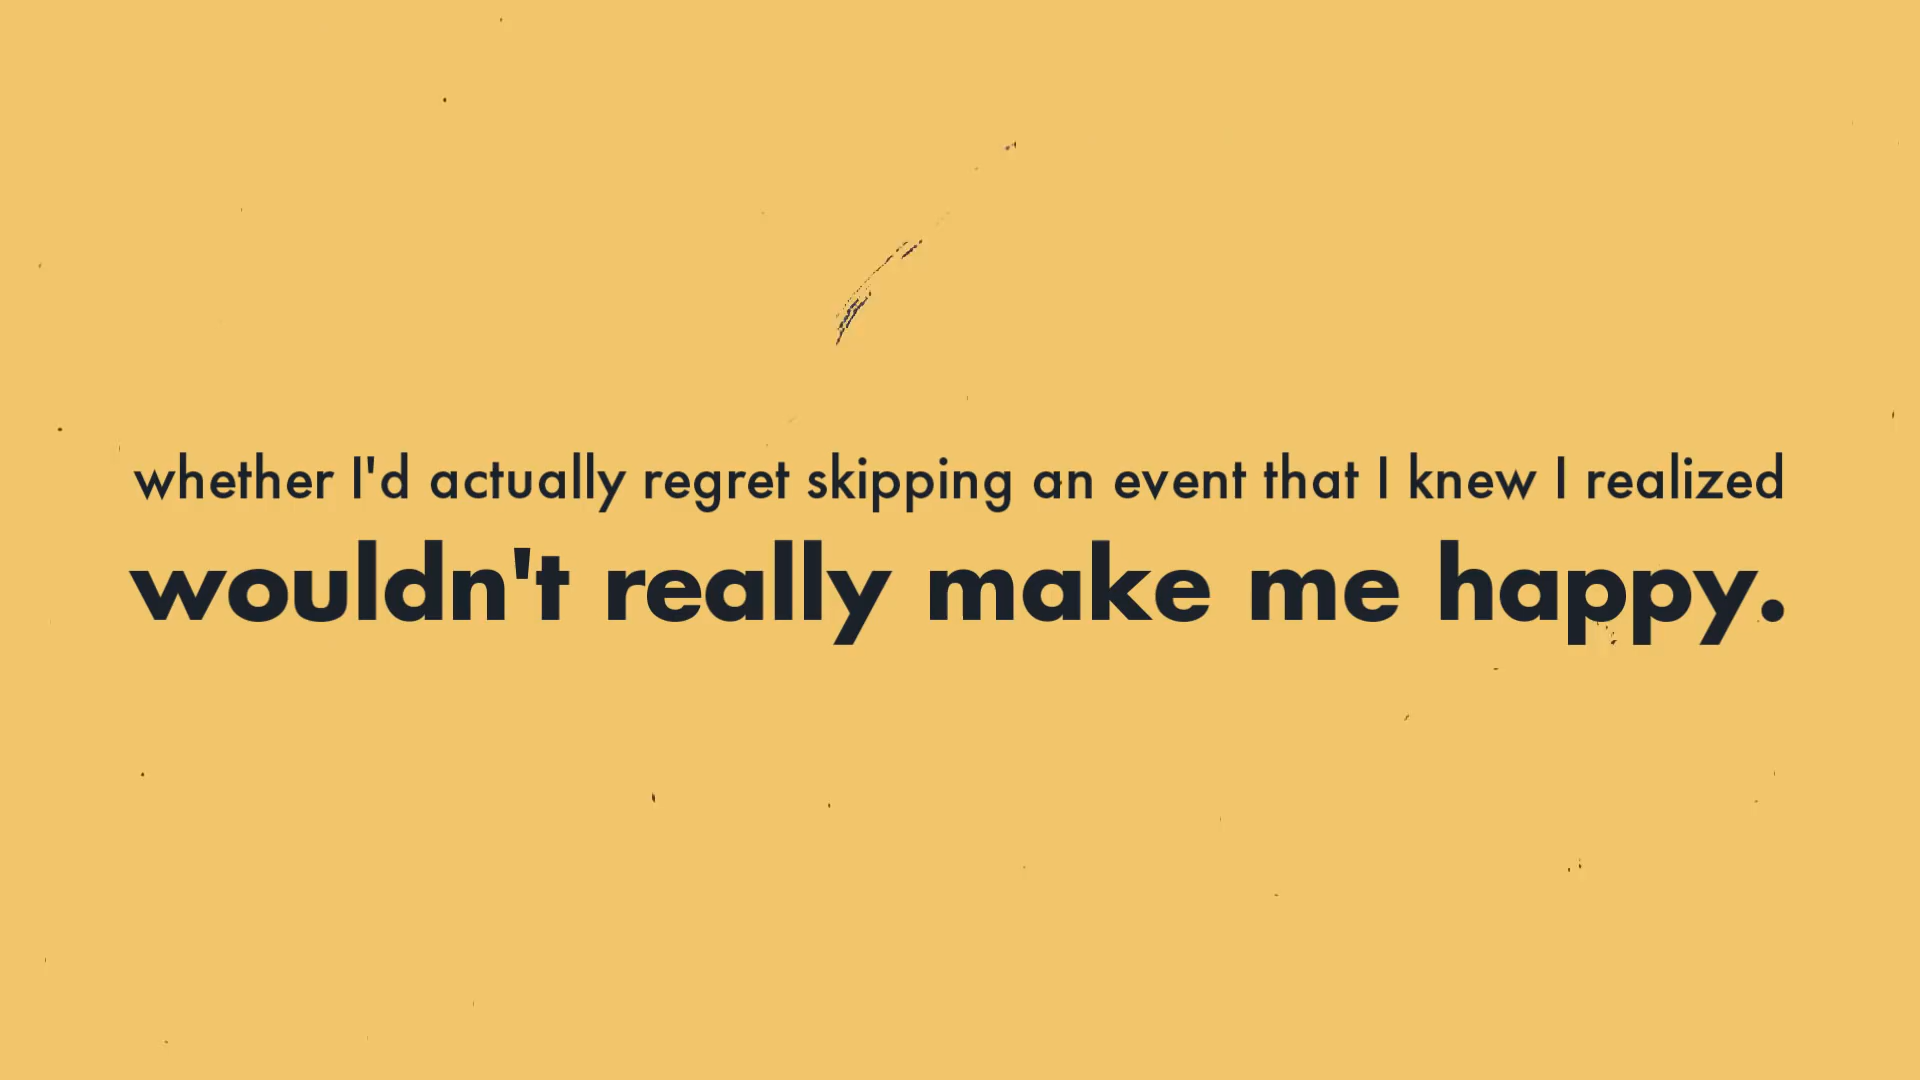 whether I'd actually regret skipping an event that I knew I realized
wouldn't really make me happy.